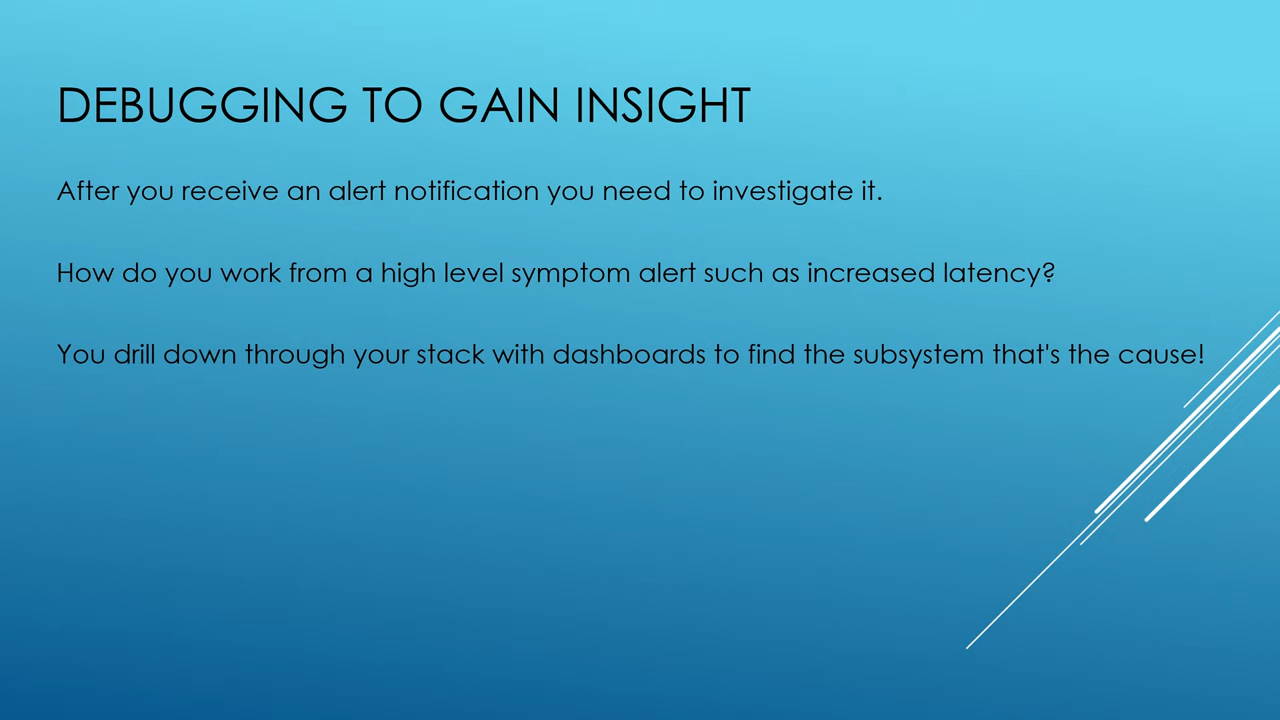 DEBUGGING TO GAIN INSIGHT
After you receive an alert notification you need to investigate it.
How do you work from a high level symptom alert such as increased latency?
You drill down through your stack with dashboards to find the subsystem that's the cause!